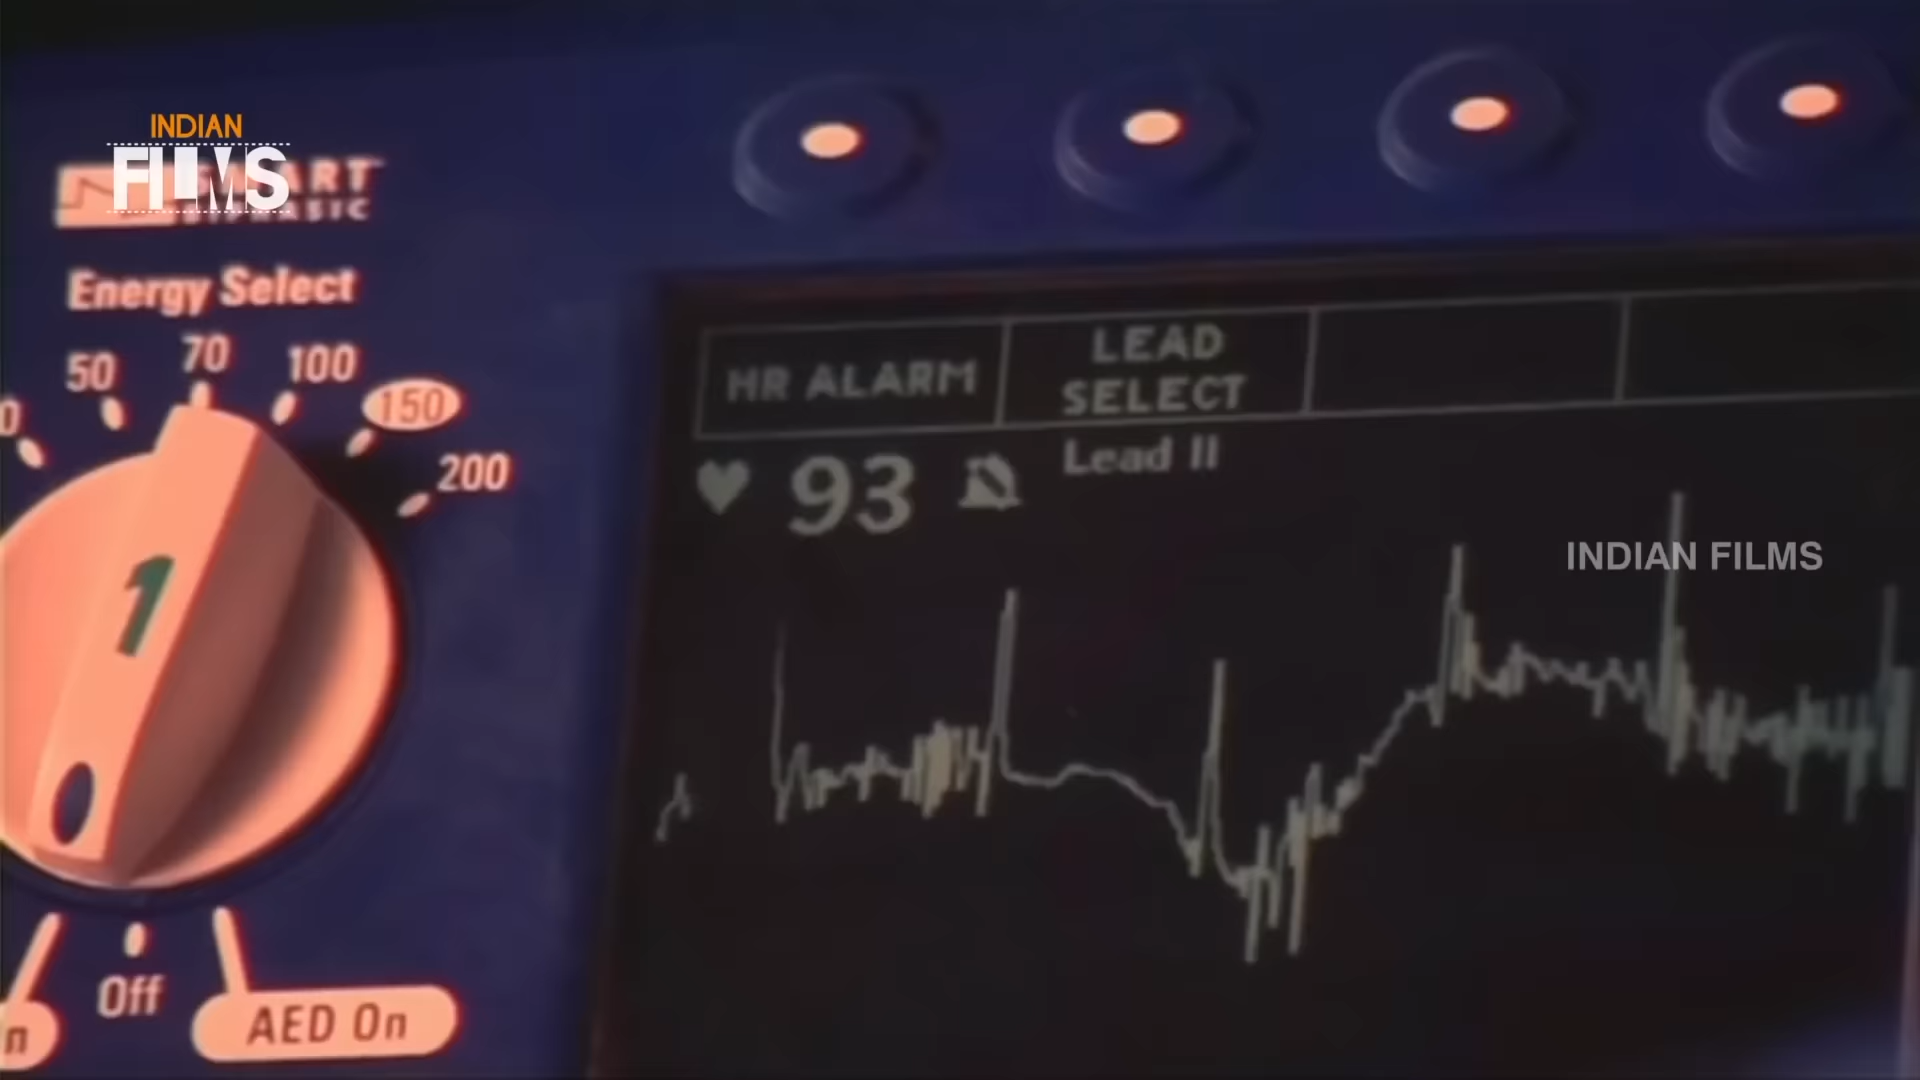 INDIAN
FILMS
Energy Select
50
70
100
150
200
1
Off
AED On
HR ALARM
LEAD
SELECT
93
Lead II
INDIAN FILMS